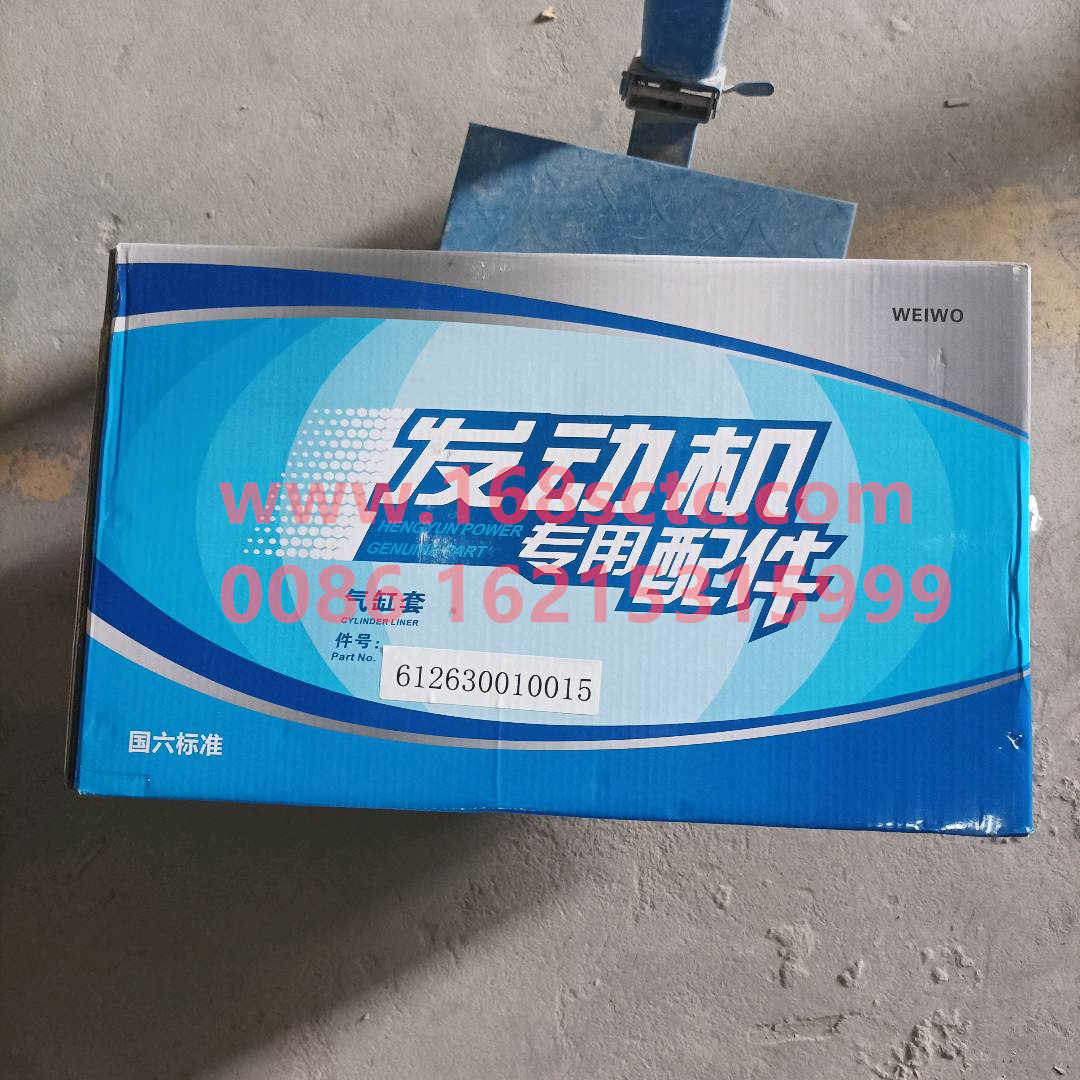 WEIWO
发动机
www.168sctc.com
HENGYUN POWER
专用配件
GENUINE PART
0086 16215315999
气缸套
CYLINDER LINER
件号：
Part No.
612630010015
国六标准